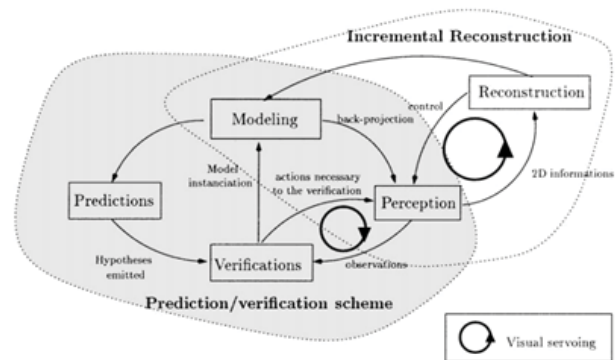 Incremental Reconstruction
Reconstruction
control
Modeling
back-projection
Model
instanciation
actions necessary
to the verification
2D informations
Predictions
Perception
Hypotheses
emitted
Verifications
observations
Prediction/verification scheme
Visual servoing